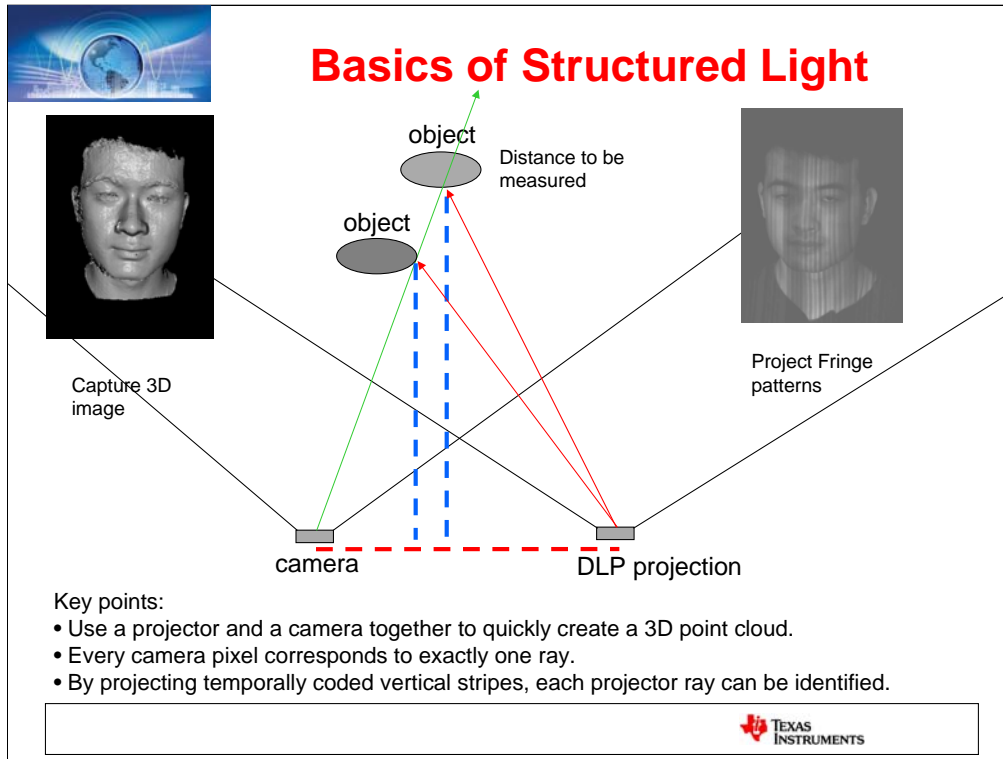 Basics of Structured Light
object
Distance to be
measured
object
Capture 3D
image
Project Fringe
patterns
camera
DLP projection
Key points:
• Use a projector and a camera together to quickly create a 3D point cloud.
• Every camera pixel corresponds to exactly one ray.
• By projecting temporally coded vertical stripes, each projector ray can be identified.
TEXAS
INSTRUMENTS